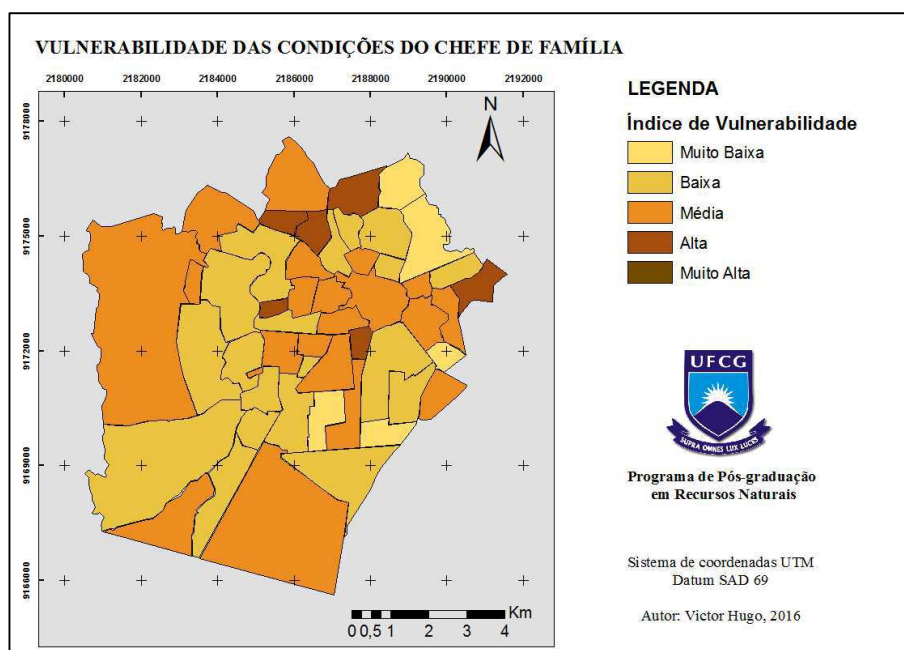 VULNERABILIDADE DAS CONDIÇÕES DO CHEFE DE FAMÍLIA
2180000 2182000 2184000 2186000 2188000 2190000 2192000
9178000
9175000
9172000
9169000
9166000
N
Km
0 0,5 1 2 3 4
LEGENDA
Índice de Vulnerabilidade
Muito Baixa
Baixa
Média
Alta
Muito Alta
UFCG
SUPRA OMNES LUX LUCES
Programa de Pós-graduação
em Recursos Naturais
Sistema de coordenadas UTM
Datum SAD 69
Autor: Victor Hugo, 2016